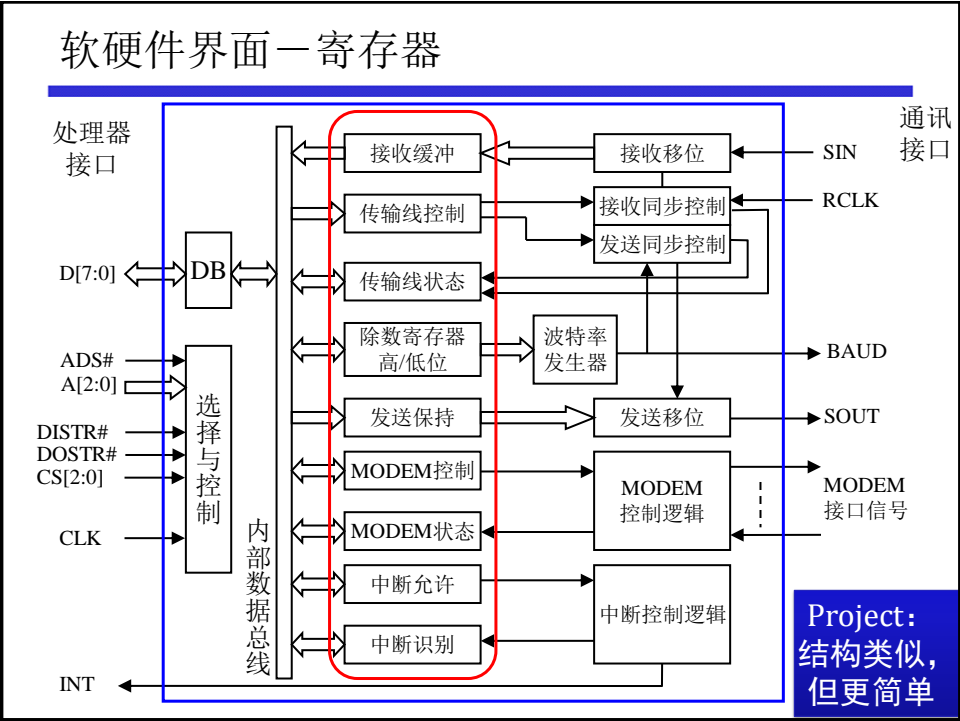 软硬件界面－寄存器
处理器
接口
通讯
接口
接收缓冲
接收移位
SIN
传输线控制
接收同步控制
RCLK
发送同步控制
D[7:0]
DB
传输线状态
除数寄存器
高/低位
波特率
发生器
BAUD
ADS#
A[2:0]
DISTR#
DOSTR#
CS[2:0]
CLK
选
择
与
控
制
发送保持
发送移位
SOUT
MODEM控制
MODEM
控制逻辑
MODEM
接口信号
MODEM状态
内
部
数
据
总
线
中断允许
中断控制逻辑
中断识别
INT
Project：
结构类似，
但更简单